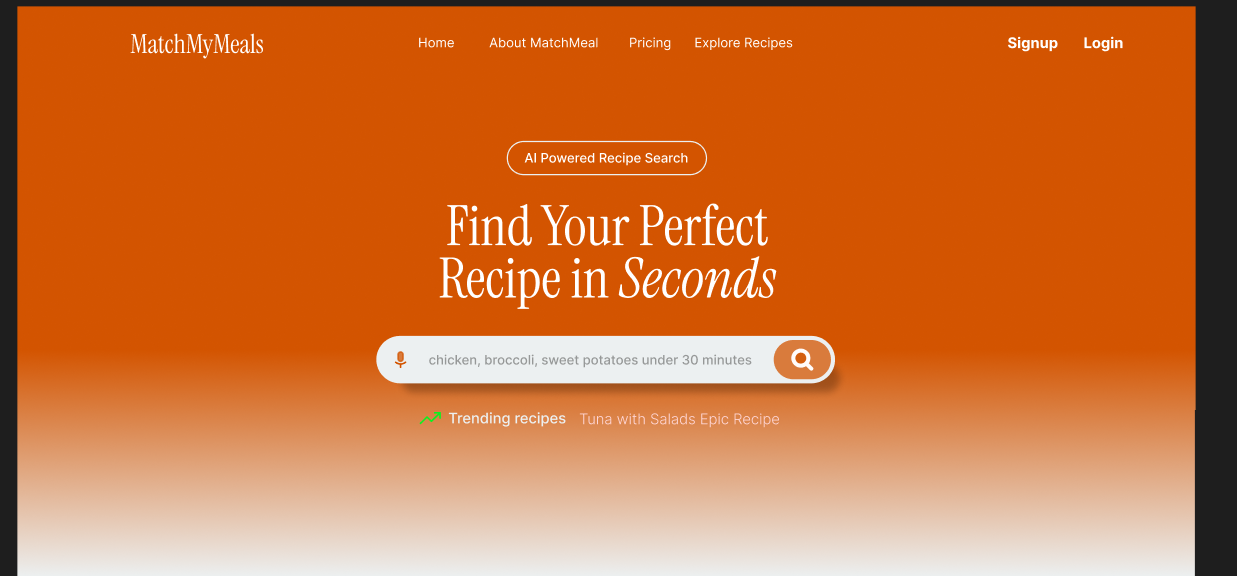 MatchMyMeals
Home About MatchMeal Pricing Explore Recipes
Signup Login
AI Powered Recipe Search
Find Your Perfect
Recipe in Seconds
chicken, broccoli, sweet potatoes under 30 minutes
Trending recipes Tuna with Salads Epic Recipe